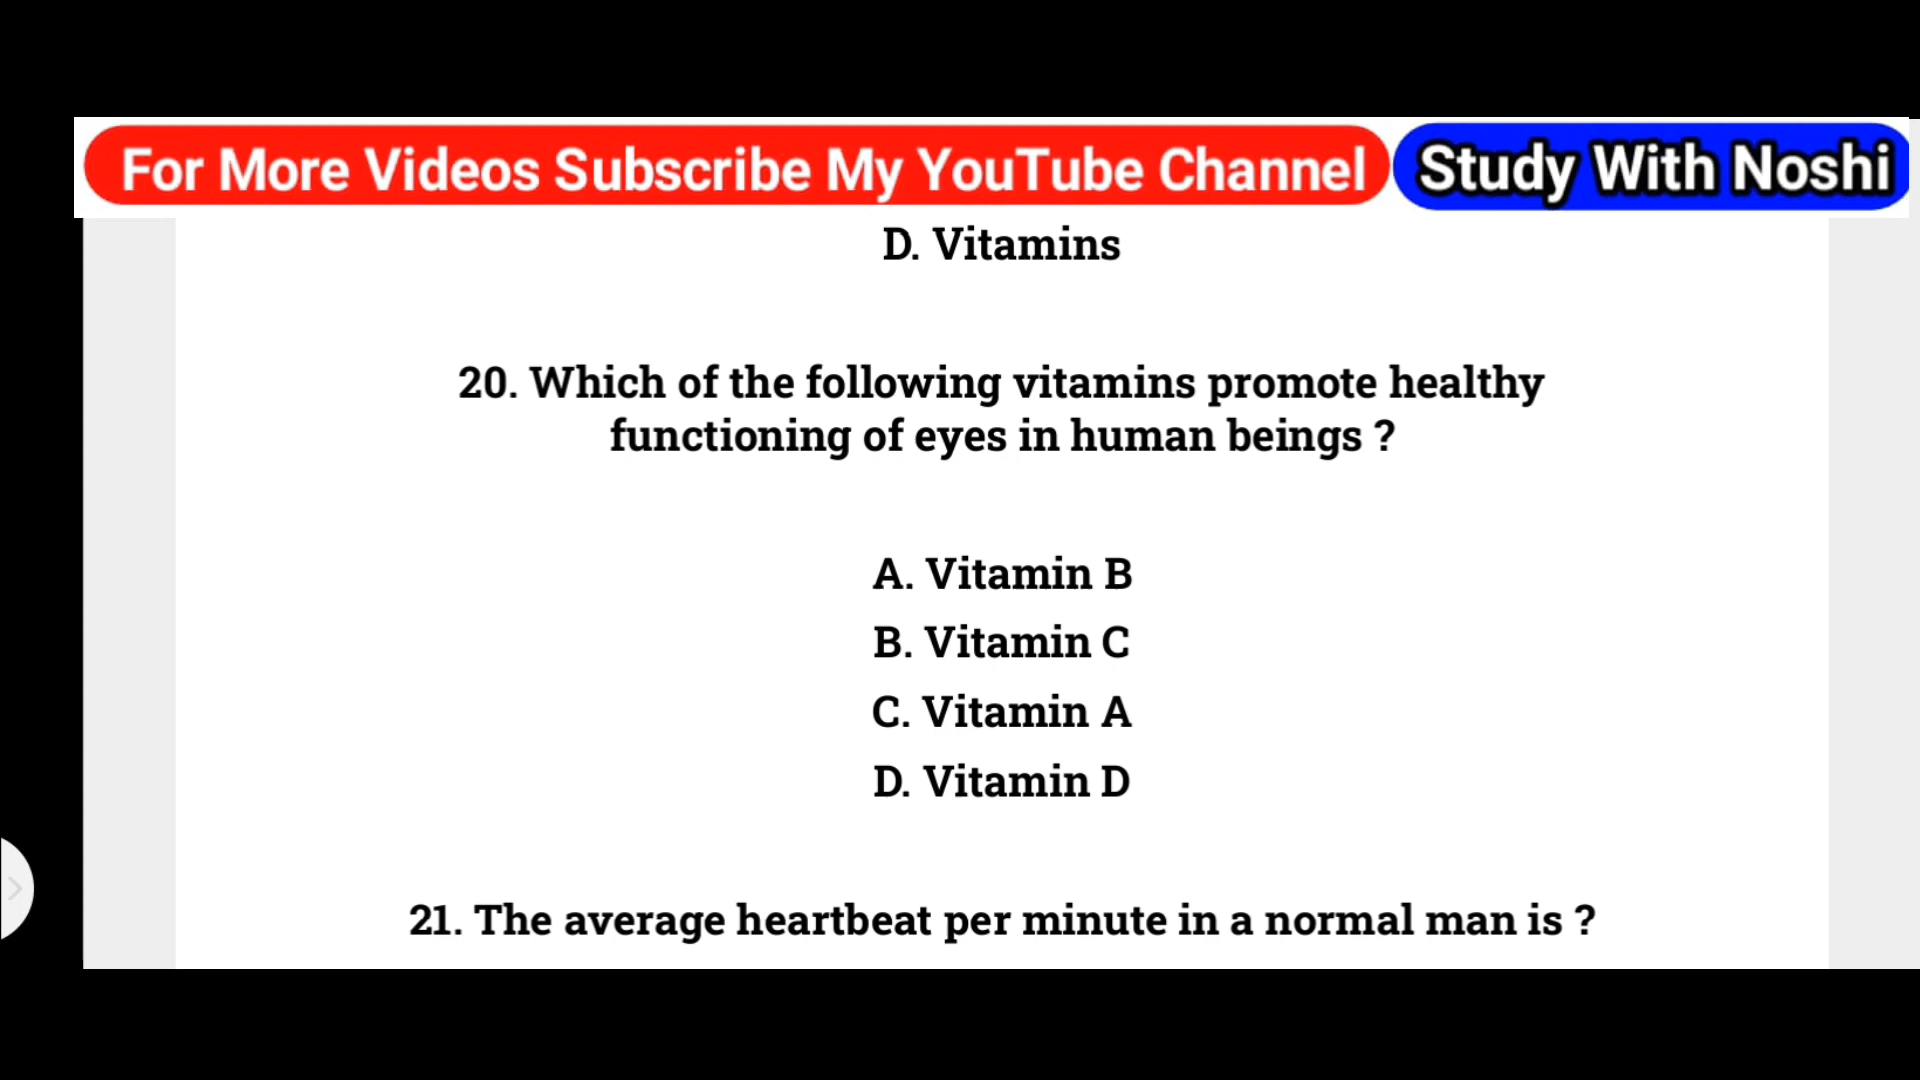 For More Videos Subscribe My YouTube Channel Study With Noshi
D. Vitamins
20. Which of the following vitamins promote healthy
functioning of eyes in human beings ?
A. Vitamin B
B. Vitamin C
C. Vitamin A
D. Vitamin D
21. The average heartbeat per minute in a normal man is ?